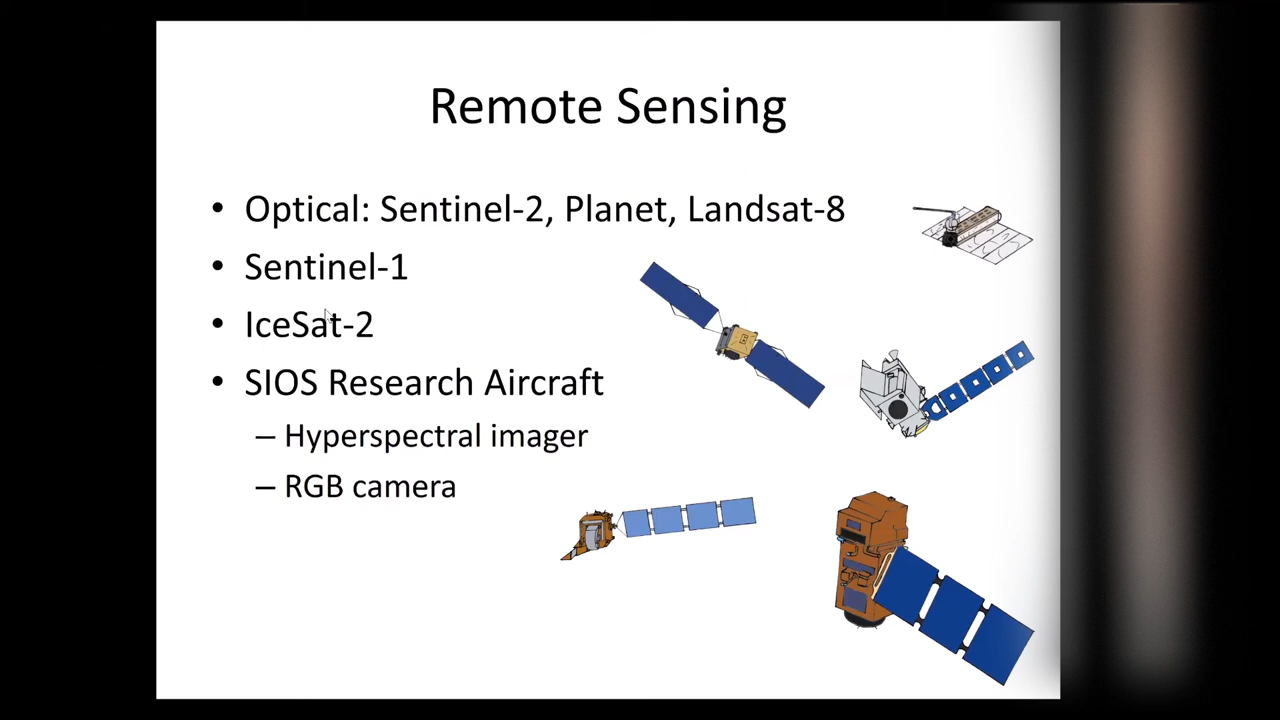 Remote Sensing
• Optical: Sentinel-2, Planet, Landsat-8
• Sentinel-1
• IceSat-2
• SIOS Research Aircraft
– Hyperspectral imager
– RGB camera